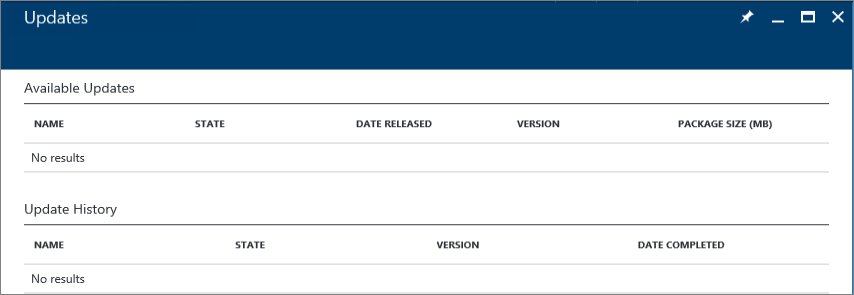 Updates
Available Updates
NAME STATE DATE RELEASED VERSION PACKAGE SIZE (MB)
No results
Update History
NAME STATE VERSION DATE COMPLETED
No results